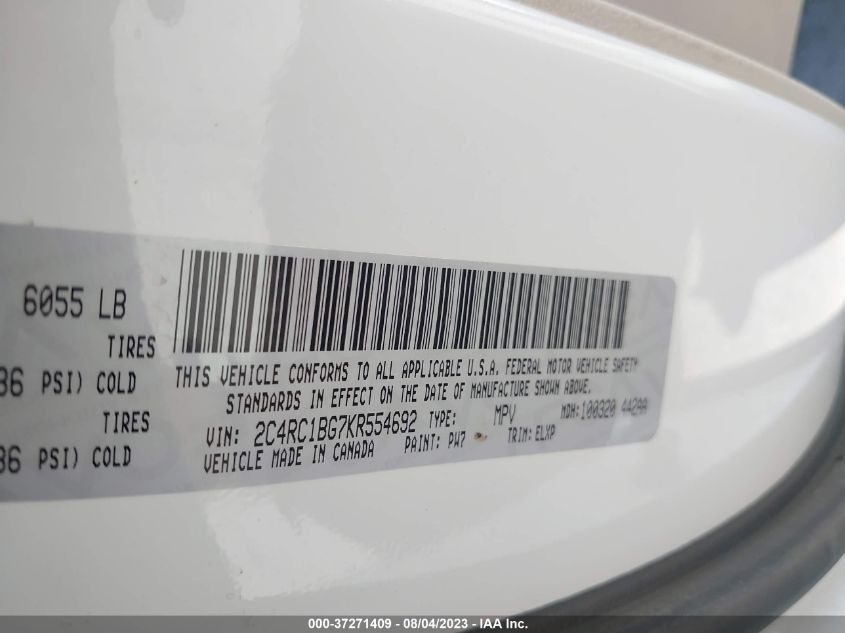 6055 LB
TIRES
36 PSI) COLD
TIRES
36 PSI) COLD
THIS VEHICLE CONFORMS TO ALL APPLICABLE U.S.A. FEDERAL MOTOR VEHICLE SAFETY
STANDARDS IN EFFECT ON THE DATE OF MANUFACTURE SHOWN ABOVE.
VIN: 2C4RC1BG7KR554692 TYPE: MPV MDH:100320 442AA
VEHICLE MADE IN CANADA PAINT: PW7 TRIM: ELXP
000-37271409 - 08/04/2023 - IAA Inc.